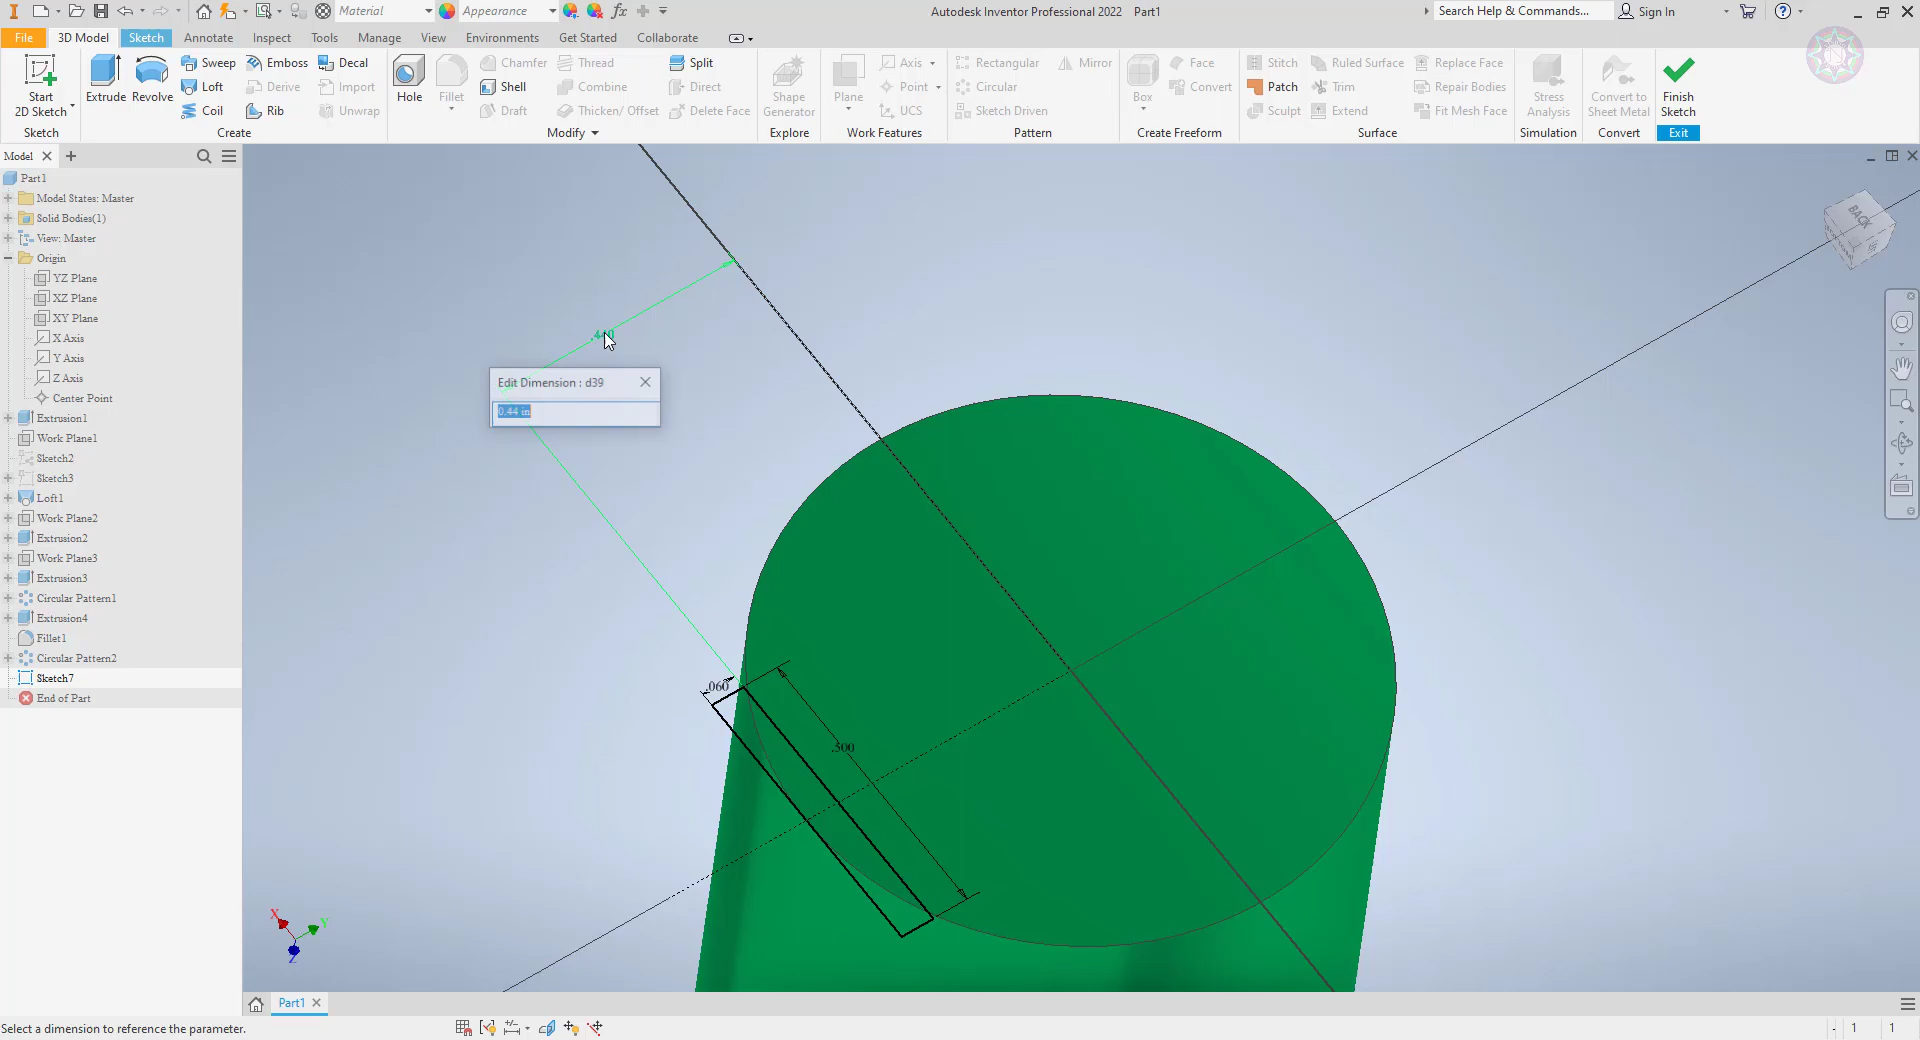 Material
Appearance
Autodesk Inventor Professional 2022 Part1
Search Help & Commands...
Sign In
File
3D Model
Sketch
Annotate
Inspect
Tools
Manage
View
Environments
Get Started
Collaborate
Start
2D Sketch
Extrude
Revolve
Sweep
Loft
Coil
Emboss
Derive
Rib
Decal
Import
Unwrap
Hole
Fillet
Chamfer
Shell
Draft
Thread
Combine
Thicken/ Offset
Split
Direct
Delete Face
Shape
Generator
Plane
Axis
Point
UCS
Rectangular
Circular
Sketch Driven
Mirror
Box
Face
Convert
Stitch
Patch
Sculpt
Ruled Surface
Trim
Extend
Replace Face
Repair Bodies
Fit Mesh Face
Stress
Analysis
Convert to
Sheet Metal
Finish
Sketch
Sketch
Create
Modify
Explore
Work Features
Pattern
Create Freeform
Surface
Simulation
Convert
Exit
Model
Part1
Model States: Master
Solid Bodies(1)
View: Master
Origin
YZ Plane
XZ Plane
XY Plane
X Axis
Y Axis
Z Axis
Center Point
Extrusion1
Work Plane1
Sketch2
Sketch3
Loft1
Work Plane2
Extrusion2
Work Plane3
Extrusion3
Circular Pattern1
Extrusion4
Fillet1
Circular Pattern2
Sketch7
End of Part
BACK
Edit Dimension : d39
0.44 in
.060
.500
X
Y
Z
Part1
Select a dimension to reference the parameter.
1
1